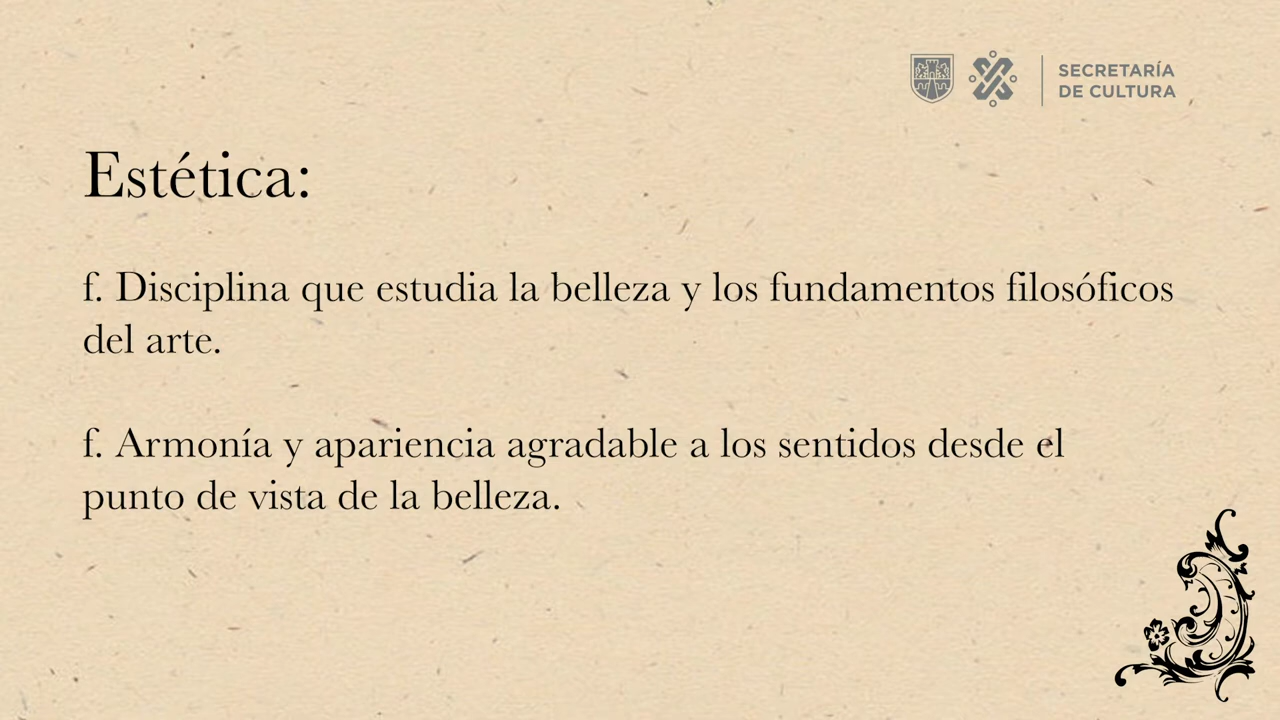 SECRETARÍA
DE CULTURA
Estética:
f. Disciplina que estudia la belleza y los fundamentos filosóficos
del arte.
f. Armonía y apariencia agradable a los sentidos desde el
punto de vista de la belleza.